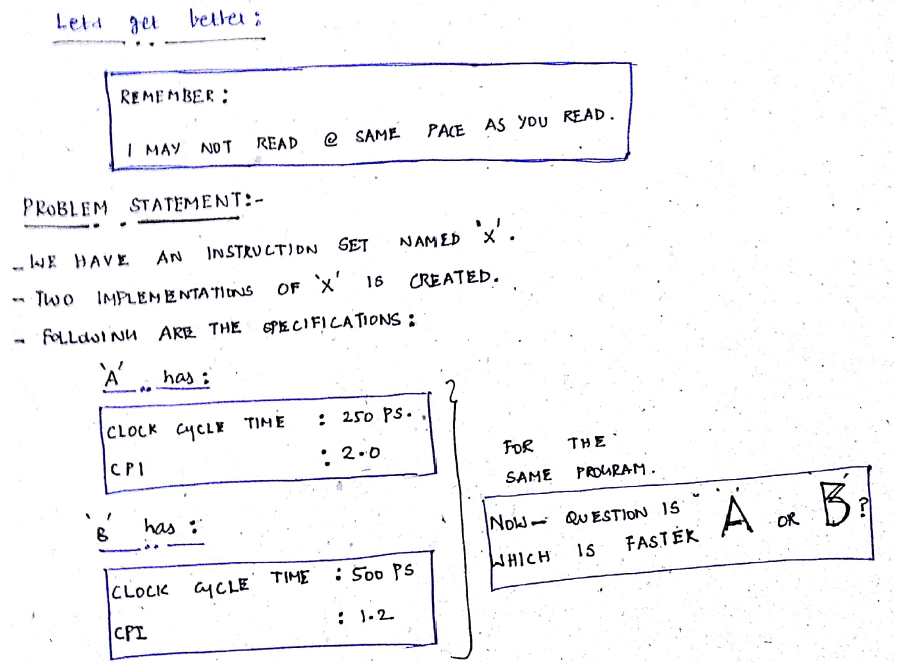 Lets get better :
REMEMBER :
I MAY NOT READ @ SAME PACE AS YOU READ.
PROBLEM STATEMENT :-
- WE HAVE AN INSTRUCTION SET NAMED 'X'.
- TWO IMPLEMENTATIONS OF 'X' IS CREATED.
- FOLLOWING ARE THE SPECIFICATIONS :
'A' has :
CLOCK CYCLE TIME : 250 PS.
CPI : 2.0
'B' has :
CLOCK CYCLE TIME : 500 PS
CPI : 1.2
FOR THE
SAME PROGRAM.
NOW - QUESTION IS
WHICH IS FASTER A OR B ?